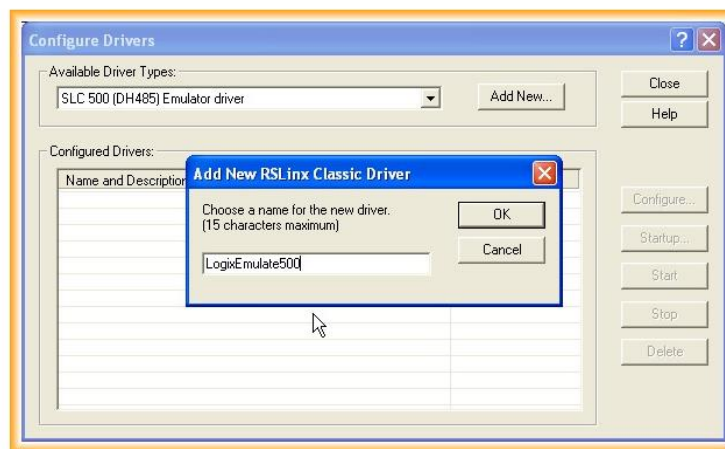 Configure Drivers
Available Driver Types:
SLC 500 (DH485) Emulator driver
Add New...
Close
Help
Configured Drivers:
Name and Description
Add New RSLinx Classic Driver
Choose a name for the new driver.
(15 characters maximum)
OK
Cancel
LogixEmulate500
Configure...
Startup...
Start
Stop
Delete